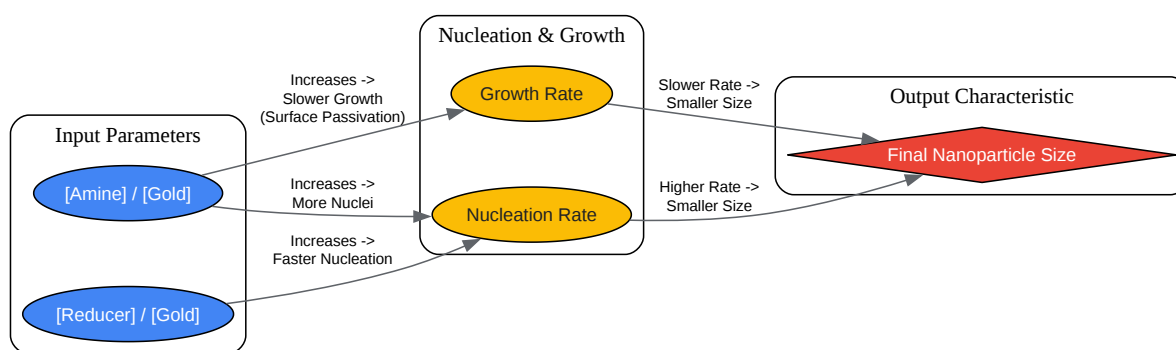 Input Parameters
[Amine] / [Gold]
[Reducer] / [Gold]
Increases ->
Slower Growth
(Surface Passivation)
Increases ->
More Nuclei
Increases ->
Faster Nucleation
Nucleation & Growth
Growth Rate
Nucleation Rate
Slower Rate ->
Smaller Size
Higher Rate ->
Smaller Size
Output Characteristic
Final Nanoparticle Size